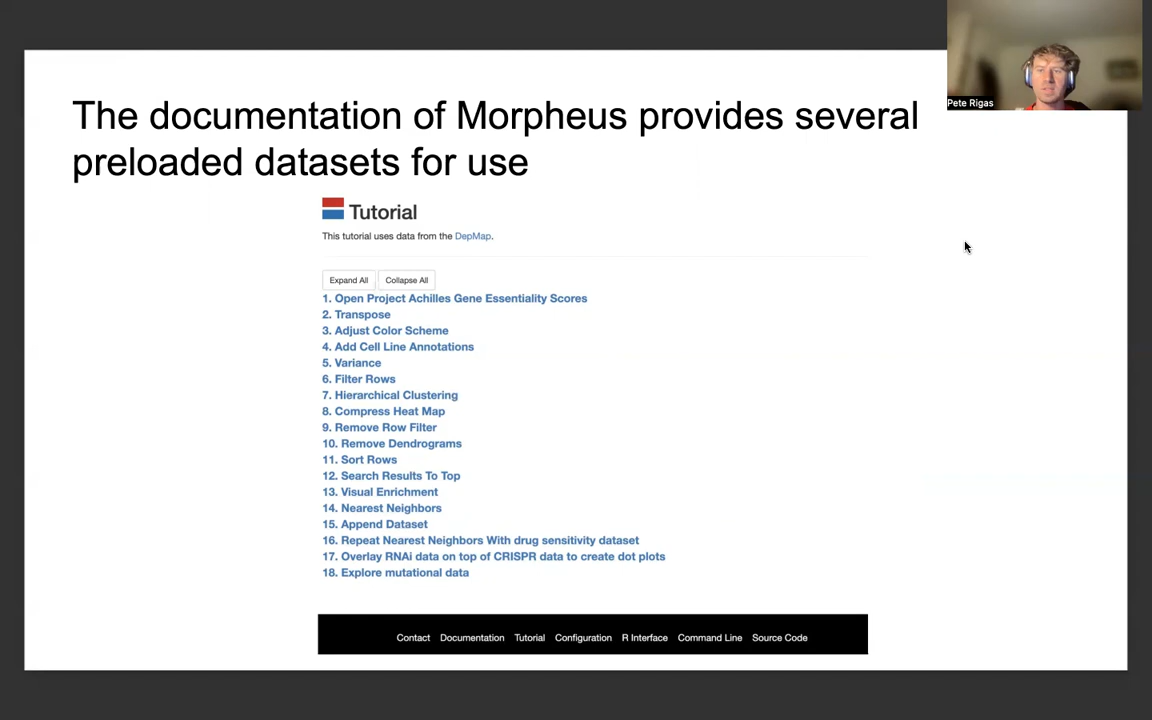 The documentation of Morpheus provides several
preloaded datasets for use
Pete Rigas
Tutorial
This tutorial uses data from the DepMap.
Expand All Collapse All
1. Open Project Achilles Gene Essentiality Scores
2. Transpose
3. Adjust Color Scheme
4. Add Cell Line Annotations
5. Variance
6. Filter Rows
7. Hierarchical Clustering
8. Compress Heat Map
9. Remove Row Filter
10. Remove Dendrograms
11. Sort Rows
12. Search Results To Top
13. Visual Enrichment
14. Nearest Neighbors
15. Append Dataset
16. Repeat Nearest Neighbors With drug sensitivity dataset
17. Overlay RNAi data on top of CRISPR data to create dot plots
18. Explore mutational data
Contact Documentation Tutorial Configuration R Interface Command Line Source Code